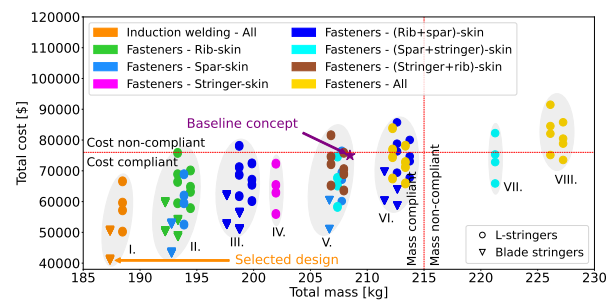 120000
110000
100000
90000
80000
70000
60000
50000
40000
Total cost [$]
Induction welding - All
Fasteners - Rib-skin
Fasteners - Spar-skin
Fasteners - Stringer-skin
Fasteners - (Rib+spar)-skin
Fasteners - (Spar+stringer)-skin
Fasteners - (Stringer+rib)-skin
Fasteners - All
Baseline concept
Cost non-compliant
Cost compliant
Mass compliant
Mass non-compliant
I.
II.
III.
IV.
V.
VI.
VII.
VIII.
Selected design
L-stringers
Blade stringers
185 190 195 200 205 210 215 220 225 230
Total mass [kg]